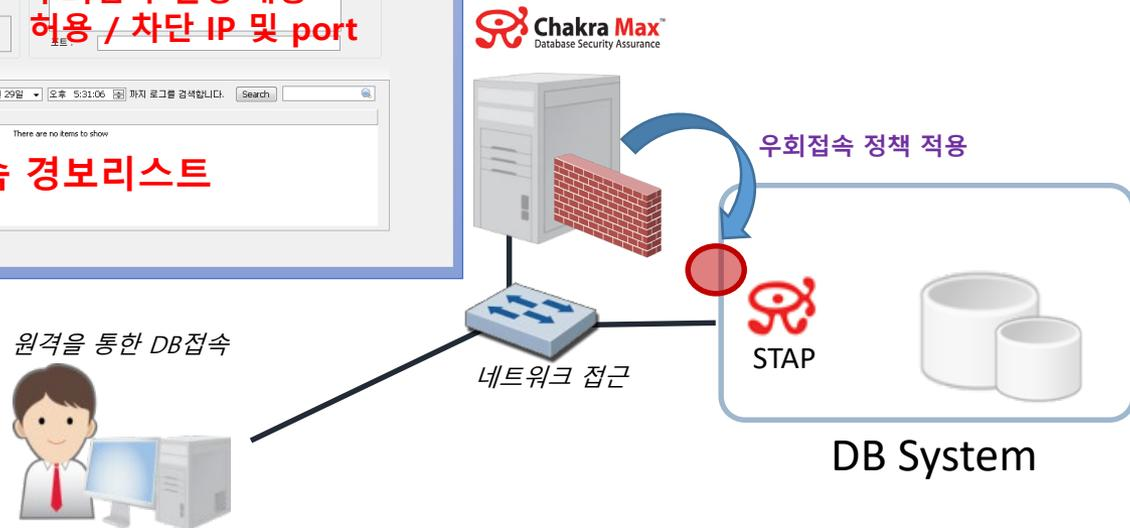 허용 / 차단 IP 및 port
포트 :
29일 오후 5:31:06 까지 로그를 검색합니다. Search
There are no items to show
경보리스트
Chakra Max™
Database Security Assurance
우회접속 정책 적용
원격을 통한 DB접속
네트워크 접근
STAP
DB System